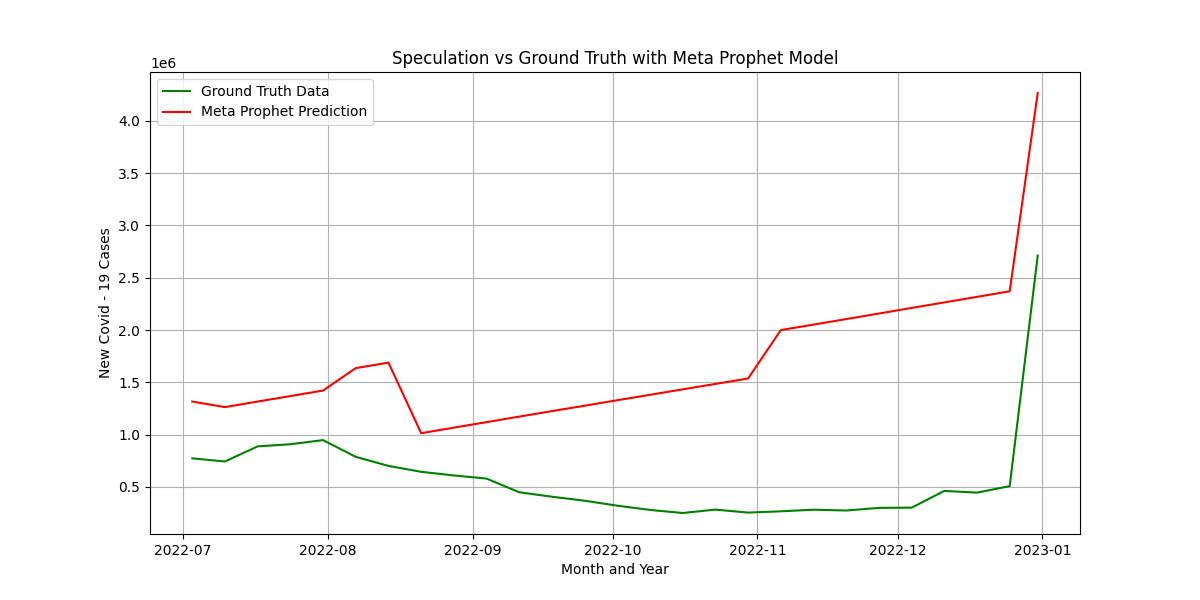 Speculation vs Ground Truth with Meta Prophet Model
1e6
Ground Truth Data
Meta Prophet Prediction
4.0
3.5
3.0
2.5
2.0
1.5
1.0
0.5
New Covid - 19 Cases
2022-07 2022-08 2022-09 2022-10 2022-11 2022-12 2023-01
Month and Year